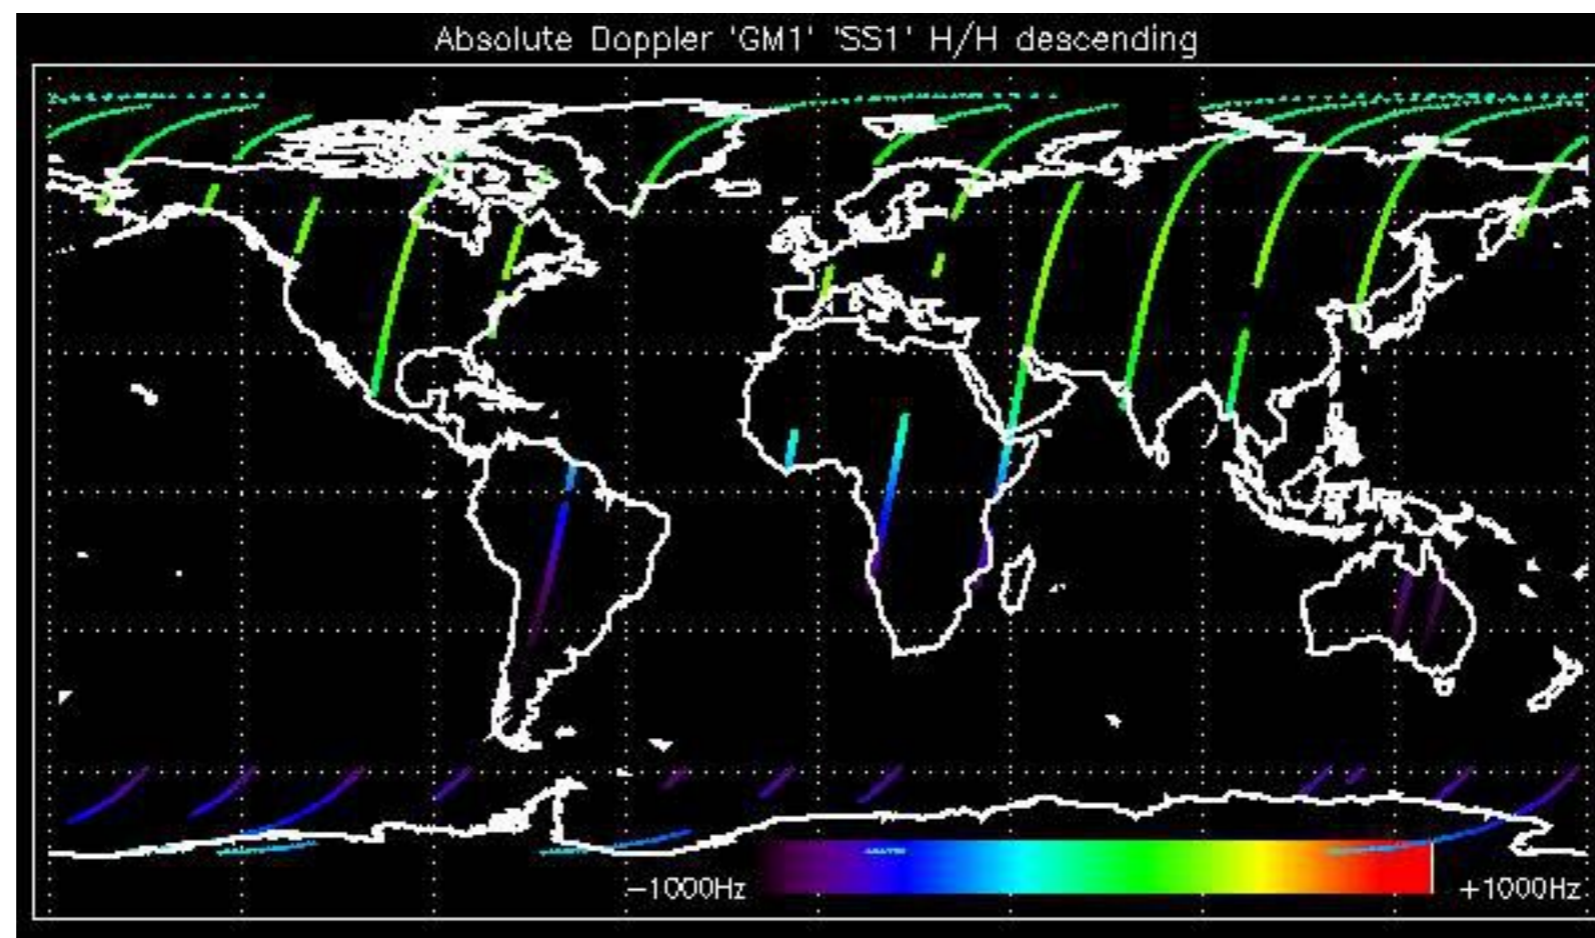 Absolute Doppler 'GM1' 'SS1' H/H descending
−1000Hz
+1000Hz